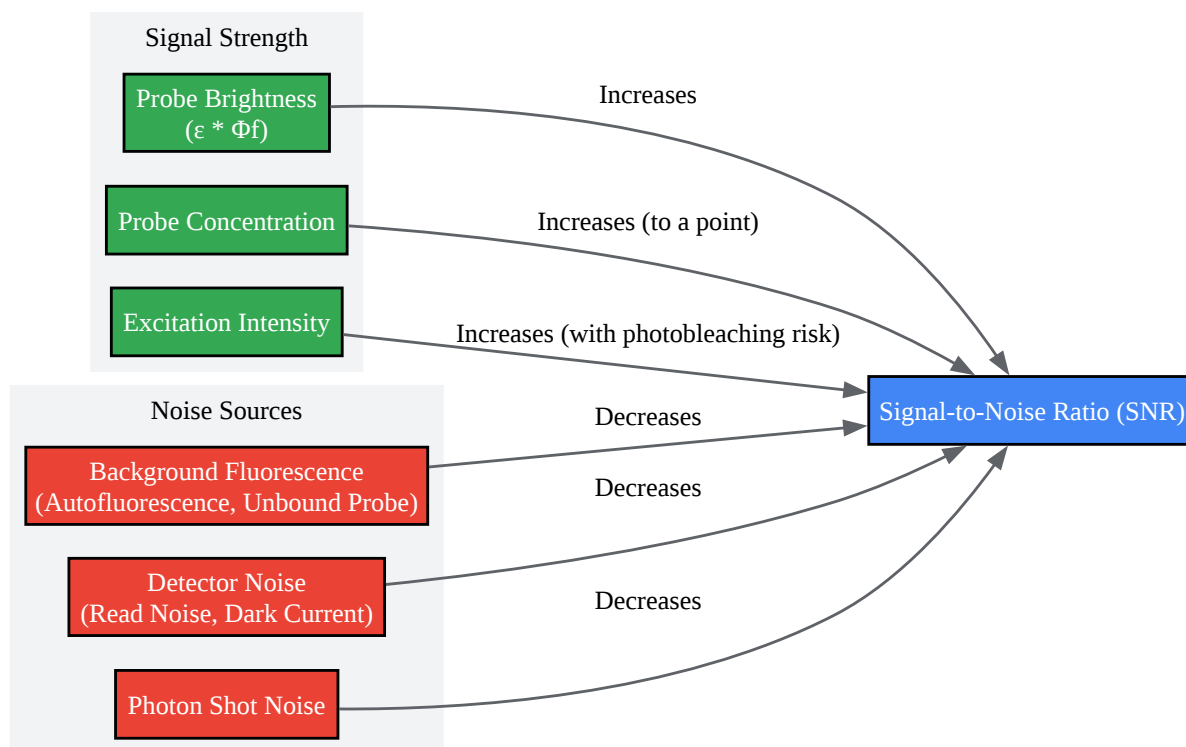 Signal Strength
Probe Brightness
(ε * Φf)
Increases
Probe Concentration
Increases (to a point)
Excitation Intensity
Increases (with photobleaching risk)
Signal-to-Noise Ratio (SNR)
Noise Sources
Decreases
Background Fluorescence
(Autofluorescence, Unbound Probe)
Decreases
Detector Noise
(Read Noise, Dark Current)
Decreases
Photon Shot Noise